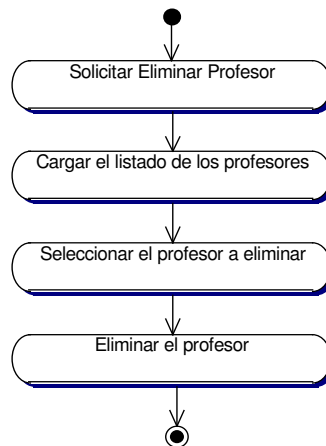 Solicitar Eliminar Profesor
Cargar el listado de los profesores
Seleccionar el profesor a eliminar
Eliminar el profesor